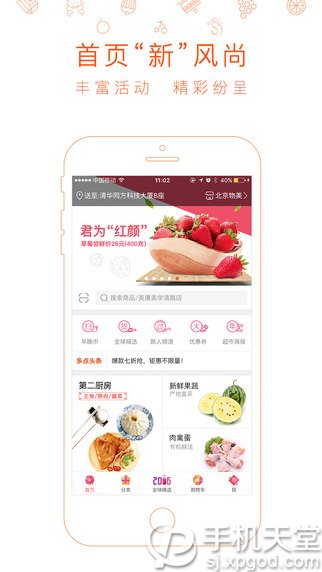 首页“新”风尚
丰富活动 精彩纷呈
中国移动 11:02
送至:清华同方科技大厦B座 北京物美
君为“红颜”
草莓尝鲜价28元(400克)
搜索商品/美廉美学清路店
早晚市 全球精选 新人频道 优惠券 超市海报
多点头条 爆款七折抢，钜惠不限量！
第二厨房
主食/熟肉/酱菜
新鲜果蔬
产地直采
肉禽蛋
有机鲜活
首页 分类 全球精选 购物车 我
手机天堂
sj.xpgod.com